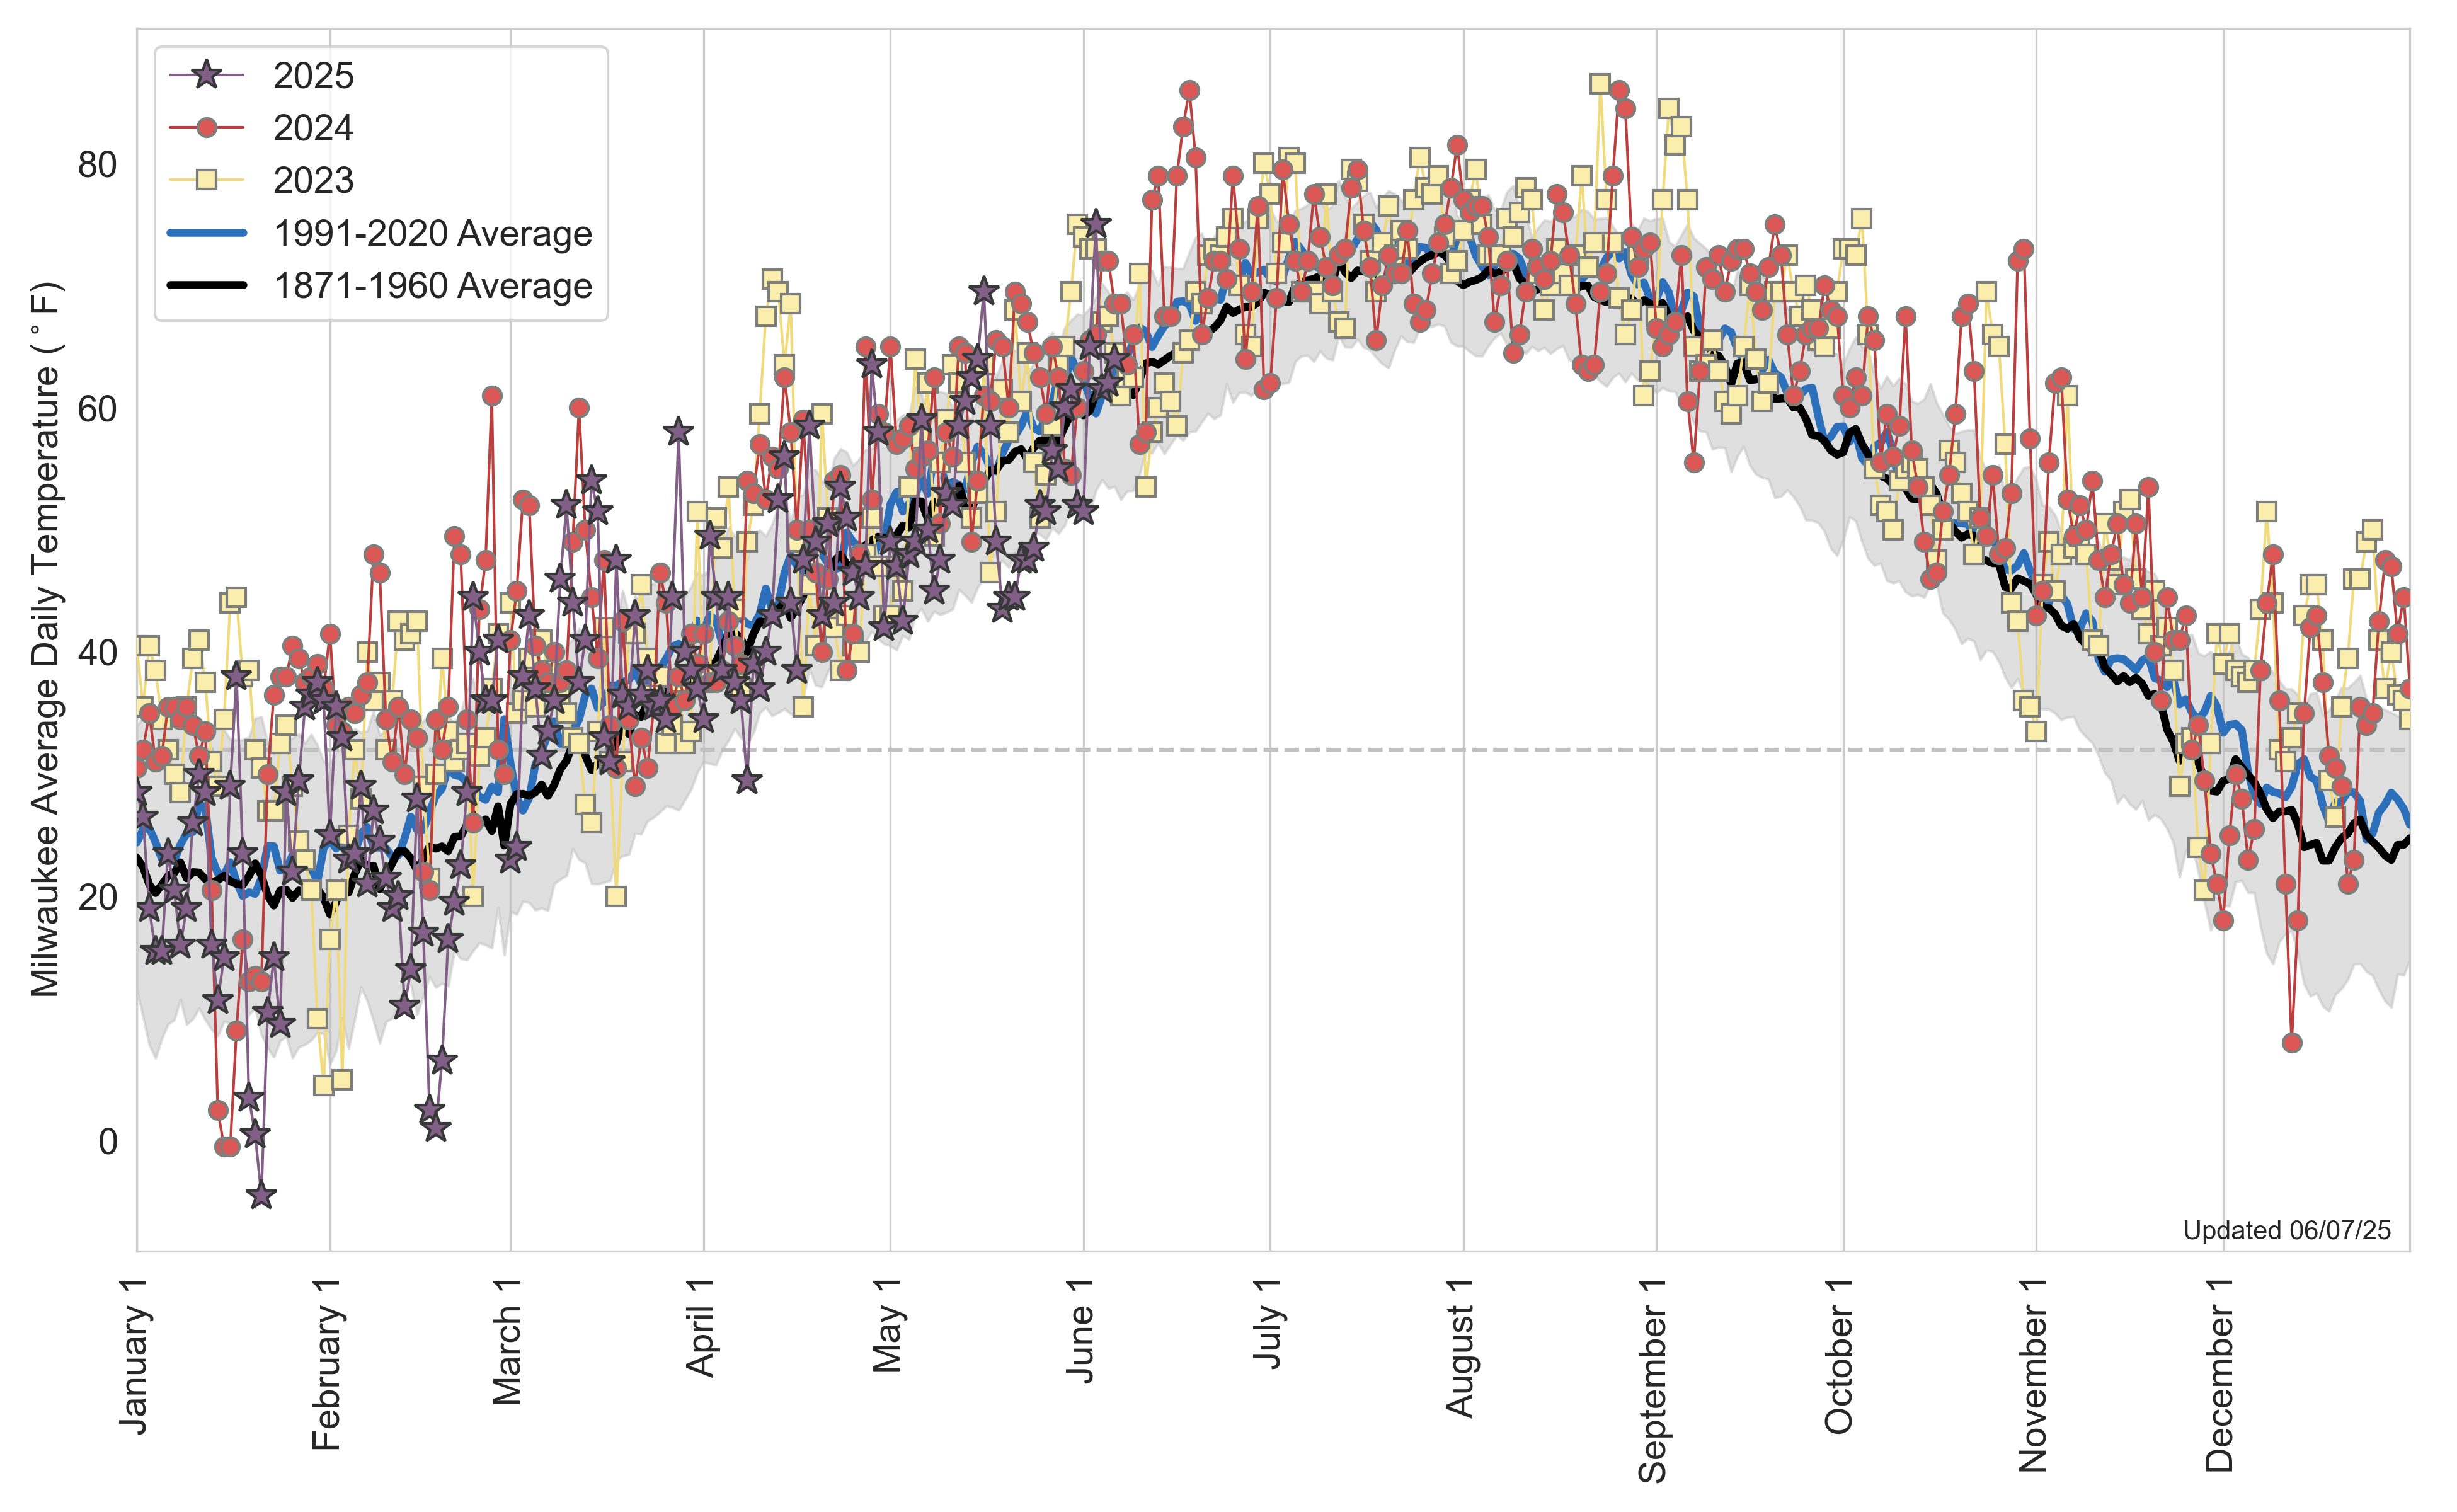 2025
2024
2023
1991-2020 Average
1871-1960 Average
Milwaukee Average Daily Temperature (°F)
80
60
40
20
0
Updated 06/07/25
January 1
February 1
March 1
April 1
May 1
June 1
July 1
August 1
September 1
October 1
November 1
December 1